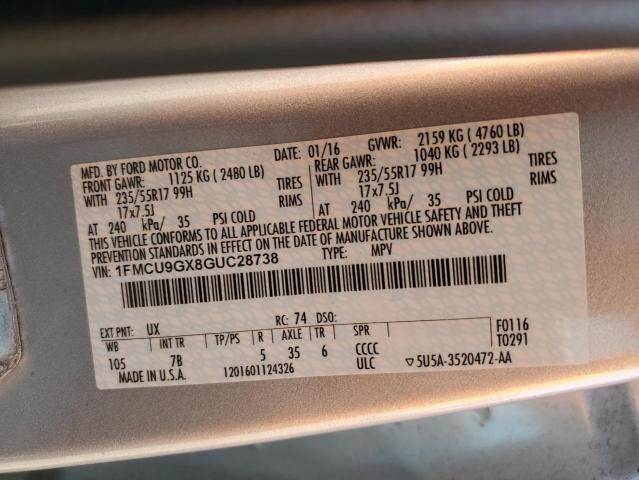 MFD. BY FORD MOTOR CO. DATE: 01/16 GVWR: 2159 KG ( 4760 LB)
FRONT GAWR: 1125 KG ( 2480 LB) REAR GAWR: 1040 KG ( 2293 LB)
WITH 235/55R17 99H TIRES WITH 235/55R17 99H TIRES
17x7.5J RIMS 17x7.5J RIMS
AT 240 kPa/ 35 PSI COLD AT 240 kPa/ 35 PSI COLD
THIS VEHICLE CONFORMS TO ALL APPLICABLE FEDERAL MOTOR VEHICLE SAFETY AND THEFT
PREVENTION STANDARDS IN EFFECT ON THE DATE OF MANUFACTURE SHOWN ABOVE.
VIN: 1FMCU9GX8GUC28738 TYPE: MPV
EXT PNT: UX RC: 74 DSO:
WB INT TR TP/PS R AXLE TR SPR F0116
105 7B 5 35 6 CCCC T0291
MADE IN U.S.A. 1201601124326 ULC ▽5U5A-3520472-AA